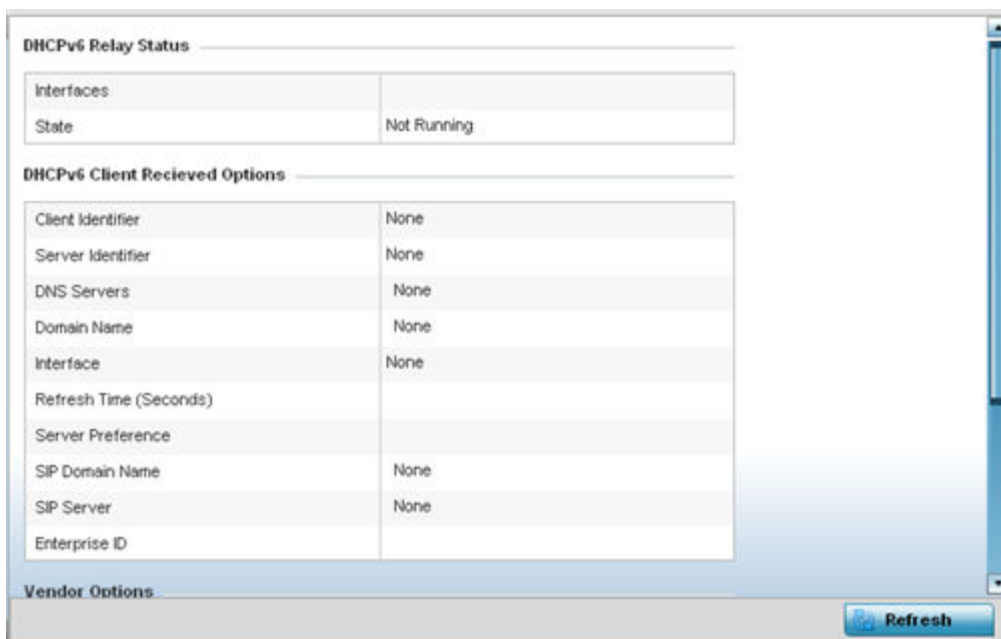 DHCPv6 Relay Status
Interfaces
State Not Running
DHCPv6 Client Recieved Options
Client Identifier None
Server Identifier None
DNS Servers None
Domain Name None
Interface None
Refresh Time (Seconds)
Server Preference
SIP Domain Name None
SIP Server None
Enterprise ID
Vendor Options
Refresh